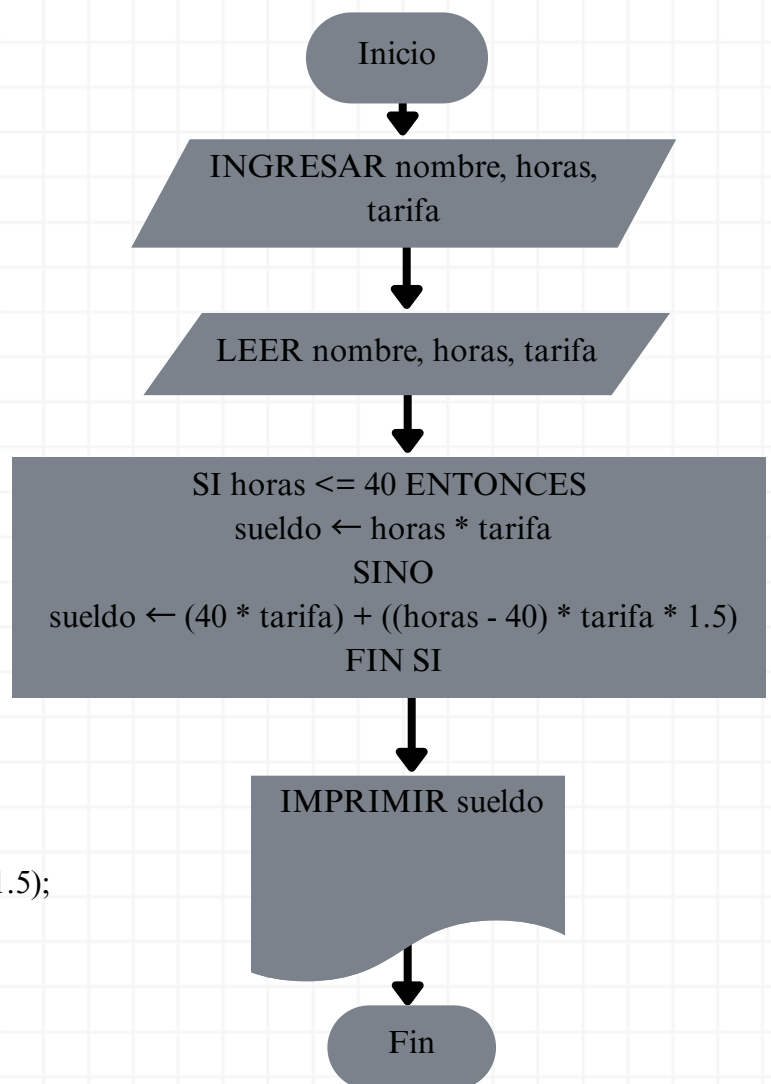 Inicio
INGRESAR nombre, horas,
tarifa
LEER nombre, horas, tarifa
SI horas <= 40 ENTONCES
sueldo ← horas * tarifa
SINO
sueldo ← (40 * tarifa) + ((horas - 40) * tarifa * 1.5)
FIN SI
IMPRIMIR sueldo
.5);
Fin